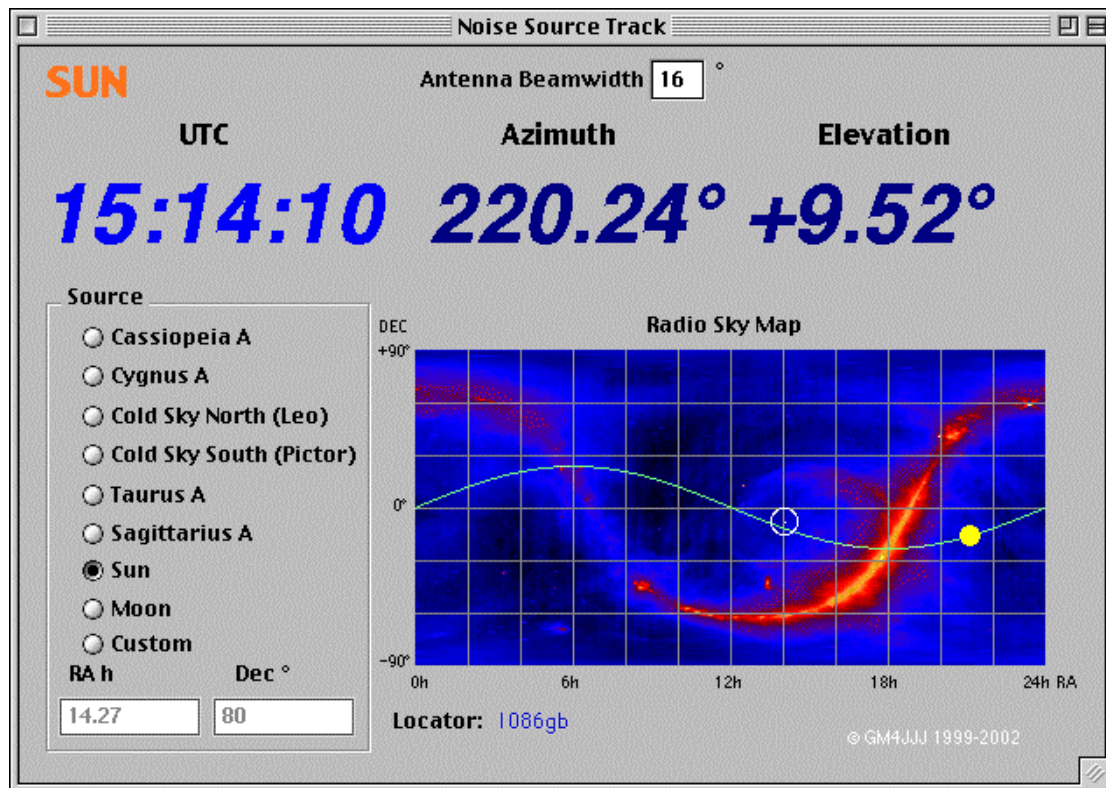 Noise Source Track
SUN
Antenna Beamwidth 16 °
UTC Azimuth Elevation
15:14:10 220.24° +9.52°
Source
Cassiopeia A
Cygnus A
Cold Sky North (Leo)
Cold Sky South (Pictor)
Taurus A
Sagittarius A
Sun
Moon
Custom
RA h Dec °
14.27 80
DEC Radio Sky Map
+90°
0°
-90°
0h 6h 12h 18h 24h RA
Locator: IO86gb
© GM4JJJ 1999-2002